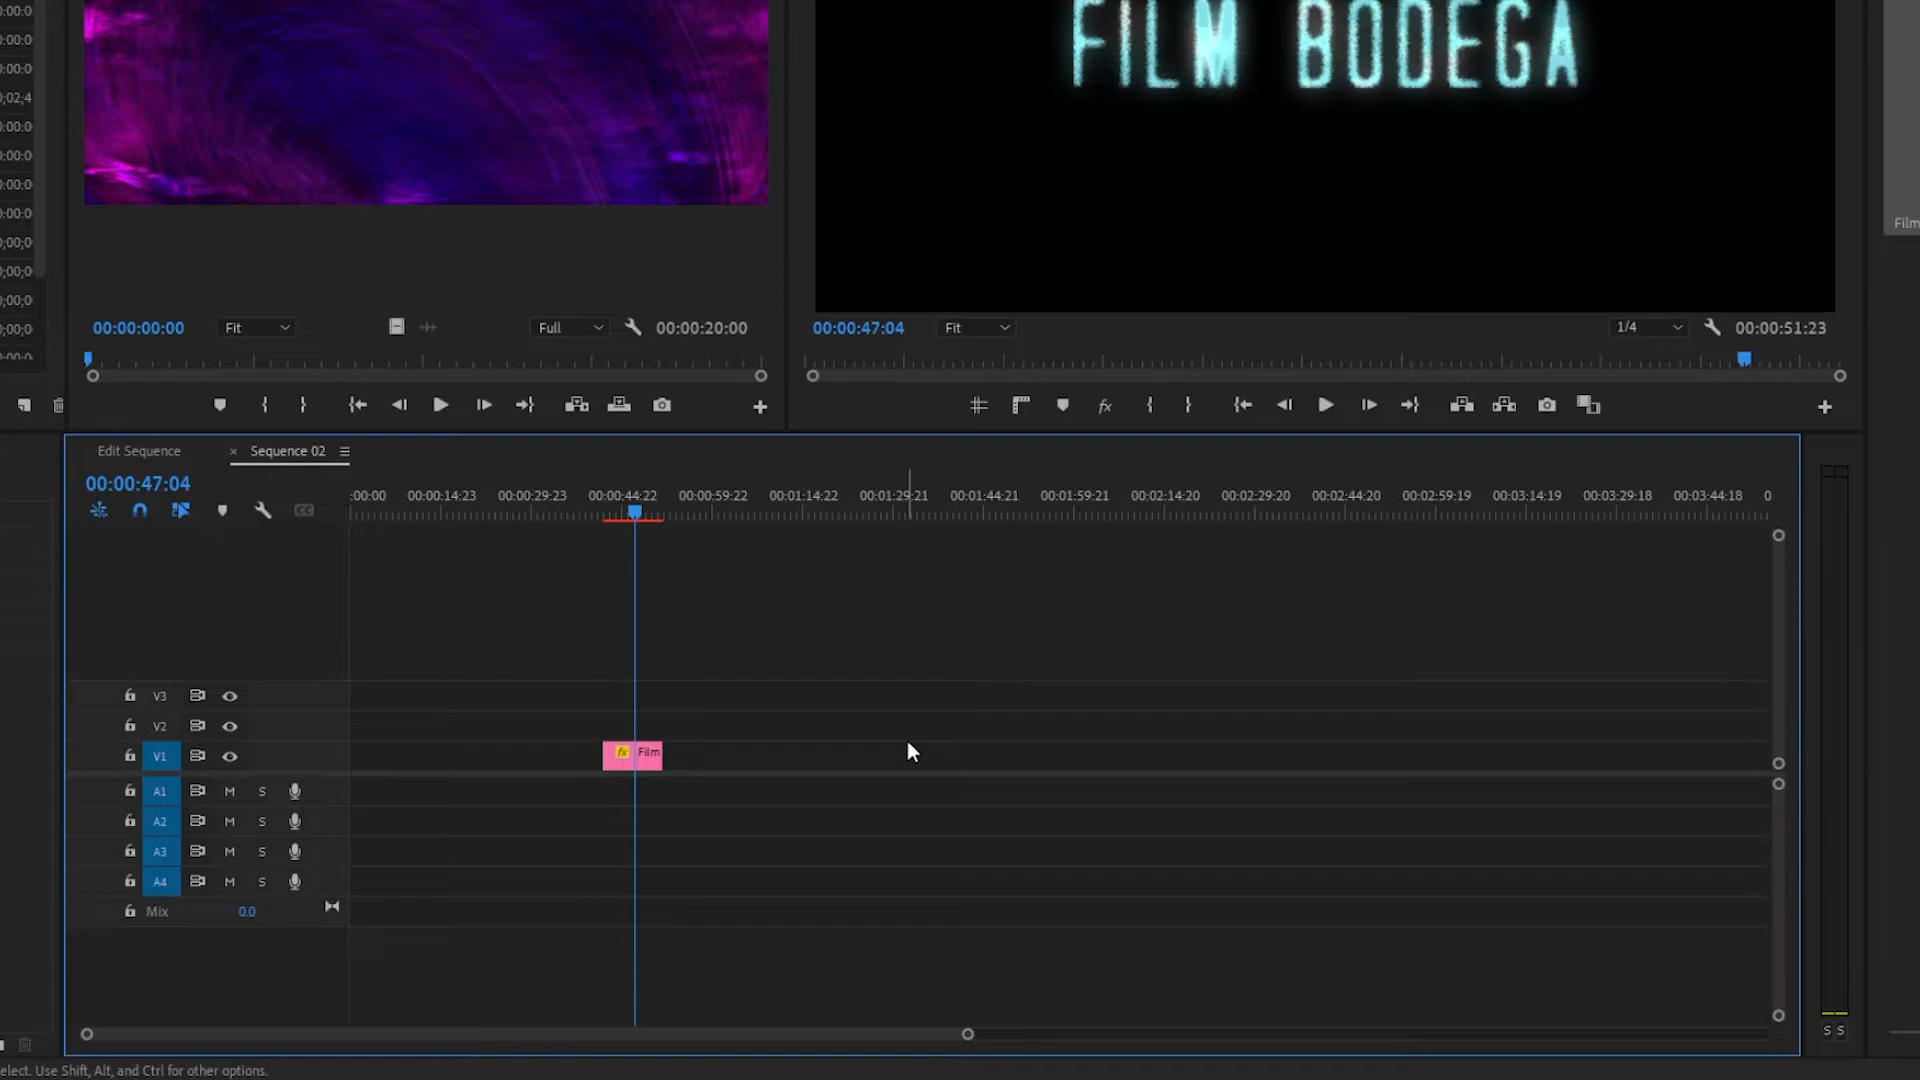 FILM BODEGA
Film
00:00:00:00
Fit
Full
00:00:20:00
00:00:47:04
Fit
1/4
00:00:51:23
Edit Sequence
× Sequence 02
00:00:47:04
:00:00 00:00:14:23 00:00:29:23 00:00:44:22 00:00:59:22 00:01:14:22 00:01:29:21 00:01:44:21 00:01:59:21 00:02:14:20 00:02:29:20 00:02:44:20 00:02:59:19 00:03:14:19 00:03:29:18 00:03:44:18 0
V3
V2
V1
fx Film
A1 M S
A2 M S
A3 M S
A4 M S
Mix 0.0
S S
elect. Use Shift, Alt, and Ctrl for other options.